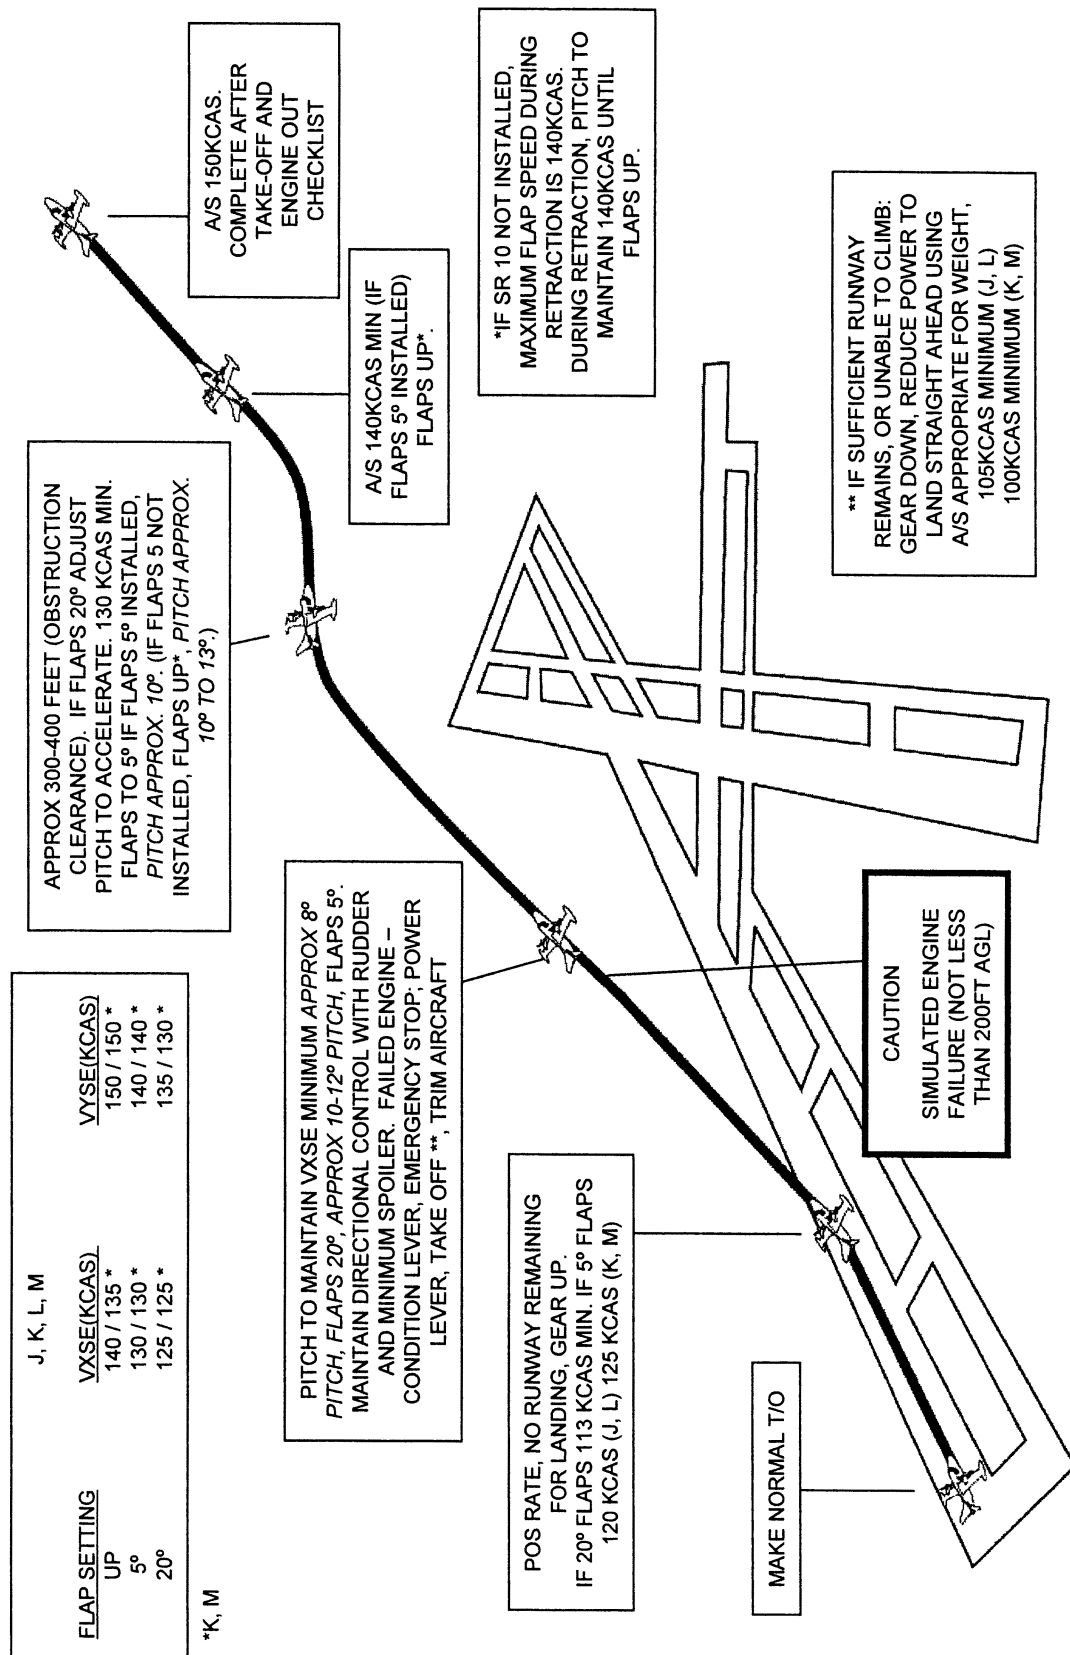 J, K, L, M
FLAP SETTING VXSE(KCAS) VYSE(KCAS)
UP 140 / 135 * 150 / 150 *
5º 130 / 130 * 140 / 140 *
20º 125 / 125 * 135 / 130 *
*K, M
APPROX 300-400 FEET (OBSTRUCTION
CLEARANCE). IF FLAPS 20º ADJUST
PITCH TO ACCELERATE. 130 KCAS MIN.
FLAPS TO 5º IF FLAPS 5º INSTALLED,
PITCH APPROX. 10º. (IF FLAPS 5 NOT
INSTALLED, FLAPS UP*, PITCH APPROX.
10º TO 13º.)
A/S 150KCAS.
COMPLETE AFTER
TAKE-OFF AND
ENGINE OUT
CHECKLIST
PITCH TO MAINTAIN VXSE MINIMUM APPROX 8º
PITCH, FLAPS 20º, APPROX 10-12º PITCH, FLAPS 5º.
MAINTAIN DIRECTIONAL CONTROL WITH RUDDER
AND MINIMUM SPOILER. FAILED ENGINE –
CONDITION LEVER, EMERGENCY STOP; POWER
LEVER, TAKE OFF **, TRIM AIRCRAFT
A/S 140KCAS MIN (IF
FLAPS 5º INSTALLED)
FLAPS UP*.
*IF SR 10 NOT INSTALLED,
MAXIMUM FLAP SPEED DURING
RETRACTION IS 140KCAS.
DURING RETRACTION, PITCH TO
MAINTAIN 140KCAS UNTIL
FLAPS UP.
POS RATE, NO RUNWAY REMAINING
FOR LANDING, GEAR UP.
IF 20º FLAPS 113 KCAS MIN. IF 5º FLAPS
120 KCAS (J, L) 125 KCAS (K, M)
MAKE NORMAL T/O
CAUTION
SIMULATED ENGINE
FAILURE (NOT LESS
THAN 200FT AGL)
** IF SUFFICIENT RUNWAY
REMAINS, OR UNABLE TO CLIMB:
GEAR DOWN, REDUCE POWER TO
LAND STRAIGHT AHEAD USING
A/S APPROPRIATE FOR WEIGHT,
105KCAS MINIMUM (J, L)
100KCAS MINIMUM (K, M)